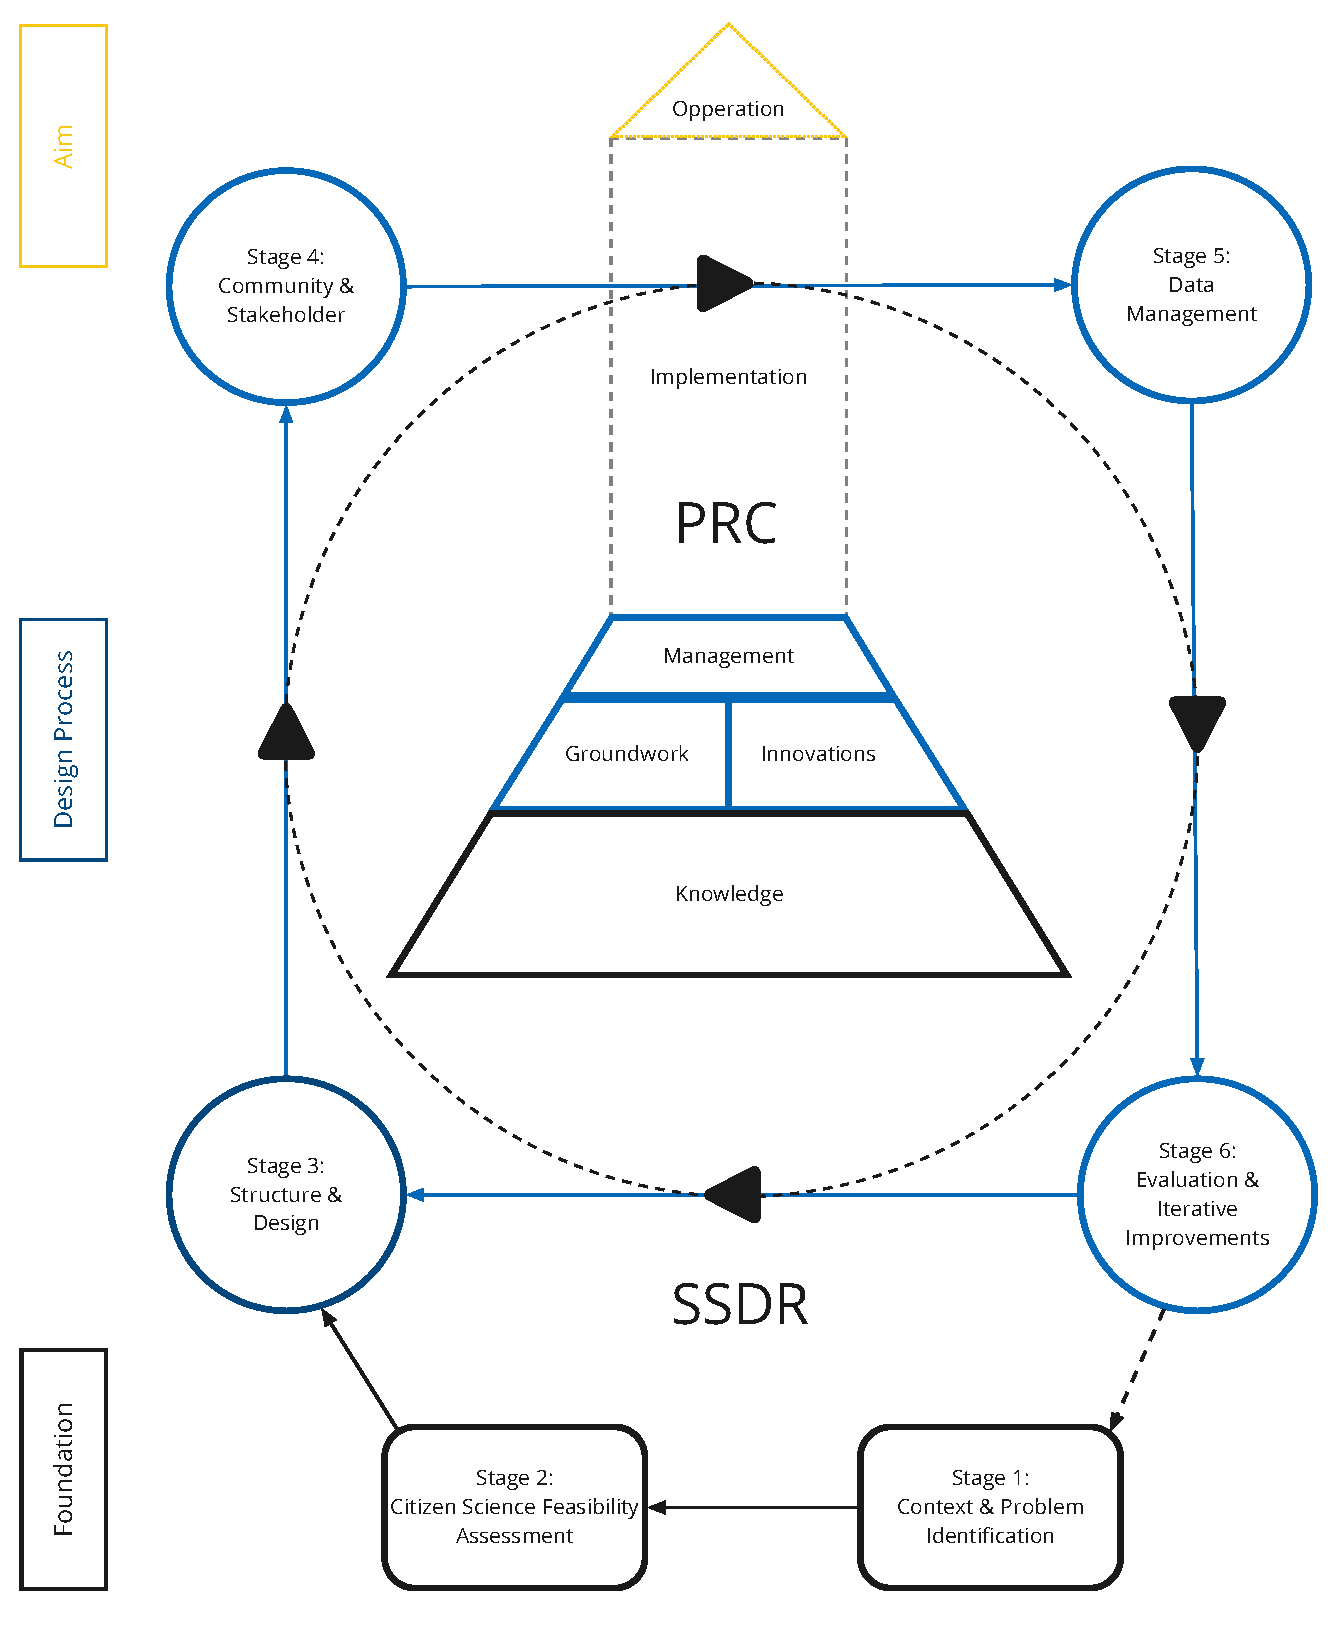 Aim
Opperation
Stage 4:
Community &
Stakeholder
Stage 5:
Data
Management
Implementation
PRC
Design Process
Management
Groundwork
Innovations
Knowledge
Stage 3:
Structure &
Design
Stage 6:
Evaluation &
Iterative
Improvements
SSDR
Foundation
Stage 2:
Citizen Science Feasibility
Assessment
Stage 1:
Context & Problem
Identification